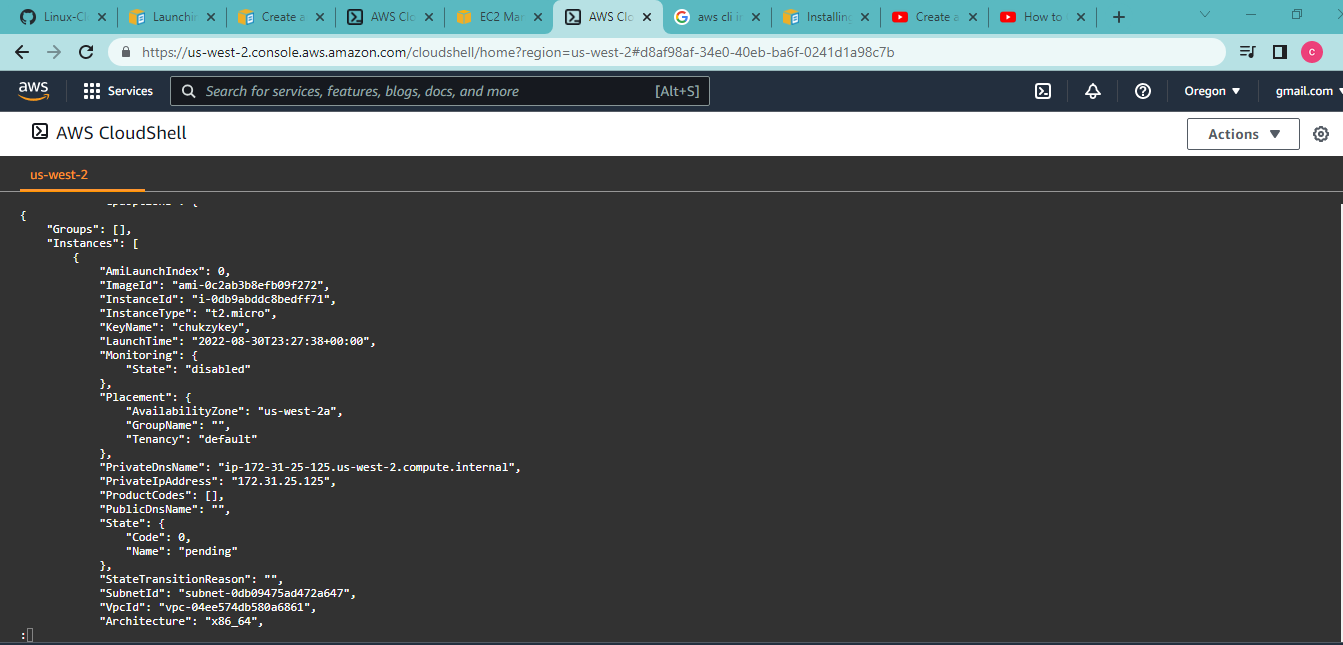 Linux-Cl
Launchin
Create a
AWS Clo
EC2 Man
AWS Clo
aws cli in
Installing
Create a
How to
https://us-west-2.console.aws.amazon.com/cloudshell/home?region=us-west-2#d8af98af-34e0-40eb-ba6f-0241d1a98c7b
c
aws
Services
Search for services, features, blogs, docs, and more
[Alt+S]
Oregon ▼
gmail.com
AWS CloudShell
Actions ▼
us-west-2
{
"Groups": [],
"Instances": [
{
"AmiLaunchIndex": 0,
"ImageId": "ami-0c2ab3b8efb09f272",
"InstanceId": "i-0db9abddc8bedff71",
"InstanceType": "t2.micro",
"KeyName": "chukzykey",
"LaunchTime": "2022-08-30T23:27:38+00:00",
"Monitoring": {
"State": "disabled"
},
"Placement": {
"AvailabilityZone": "us-west-2a",
"GroupName": "",
"Tenancy": "default"
},
"PrivateDnsName": "ip-172-31-25-125.us-west-2.compute.internal",
"PrivateIpAddress": "172.31.25.125",
"ProductCodes": [],
"PublicDnsName": "",
"State": {
"Code": 0,
"Name": "pending"
},
"StateTransitionReason": "",
"SubnetId": "subnet-0db09475ad472a647",
"VpcId": "vpc-04ee574db580a6861",
"Architecture": "x86_64",
: